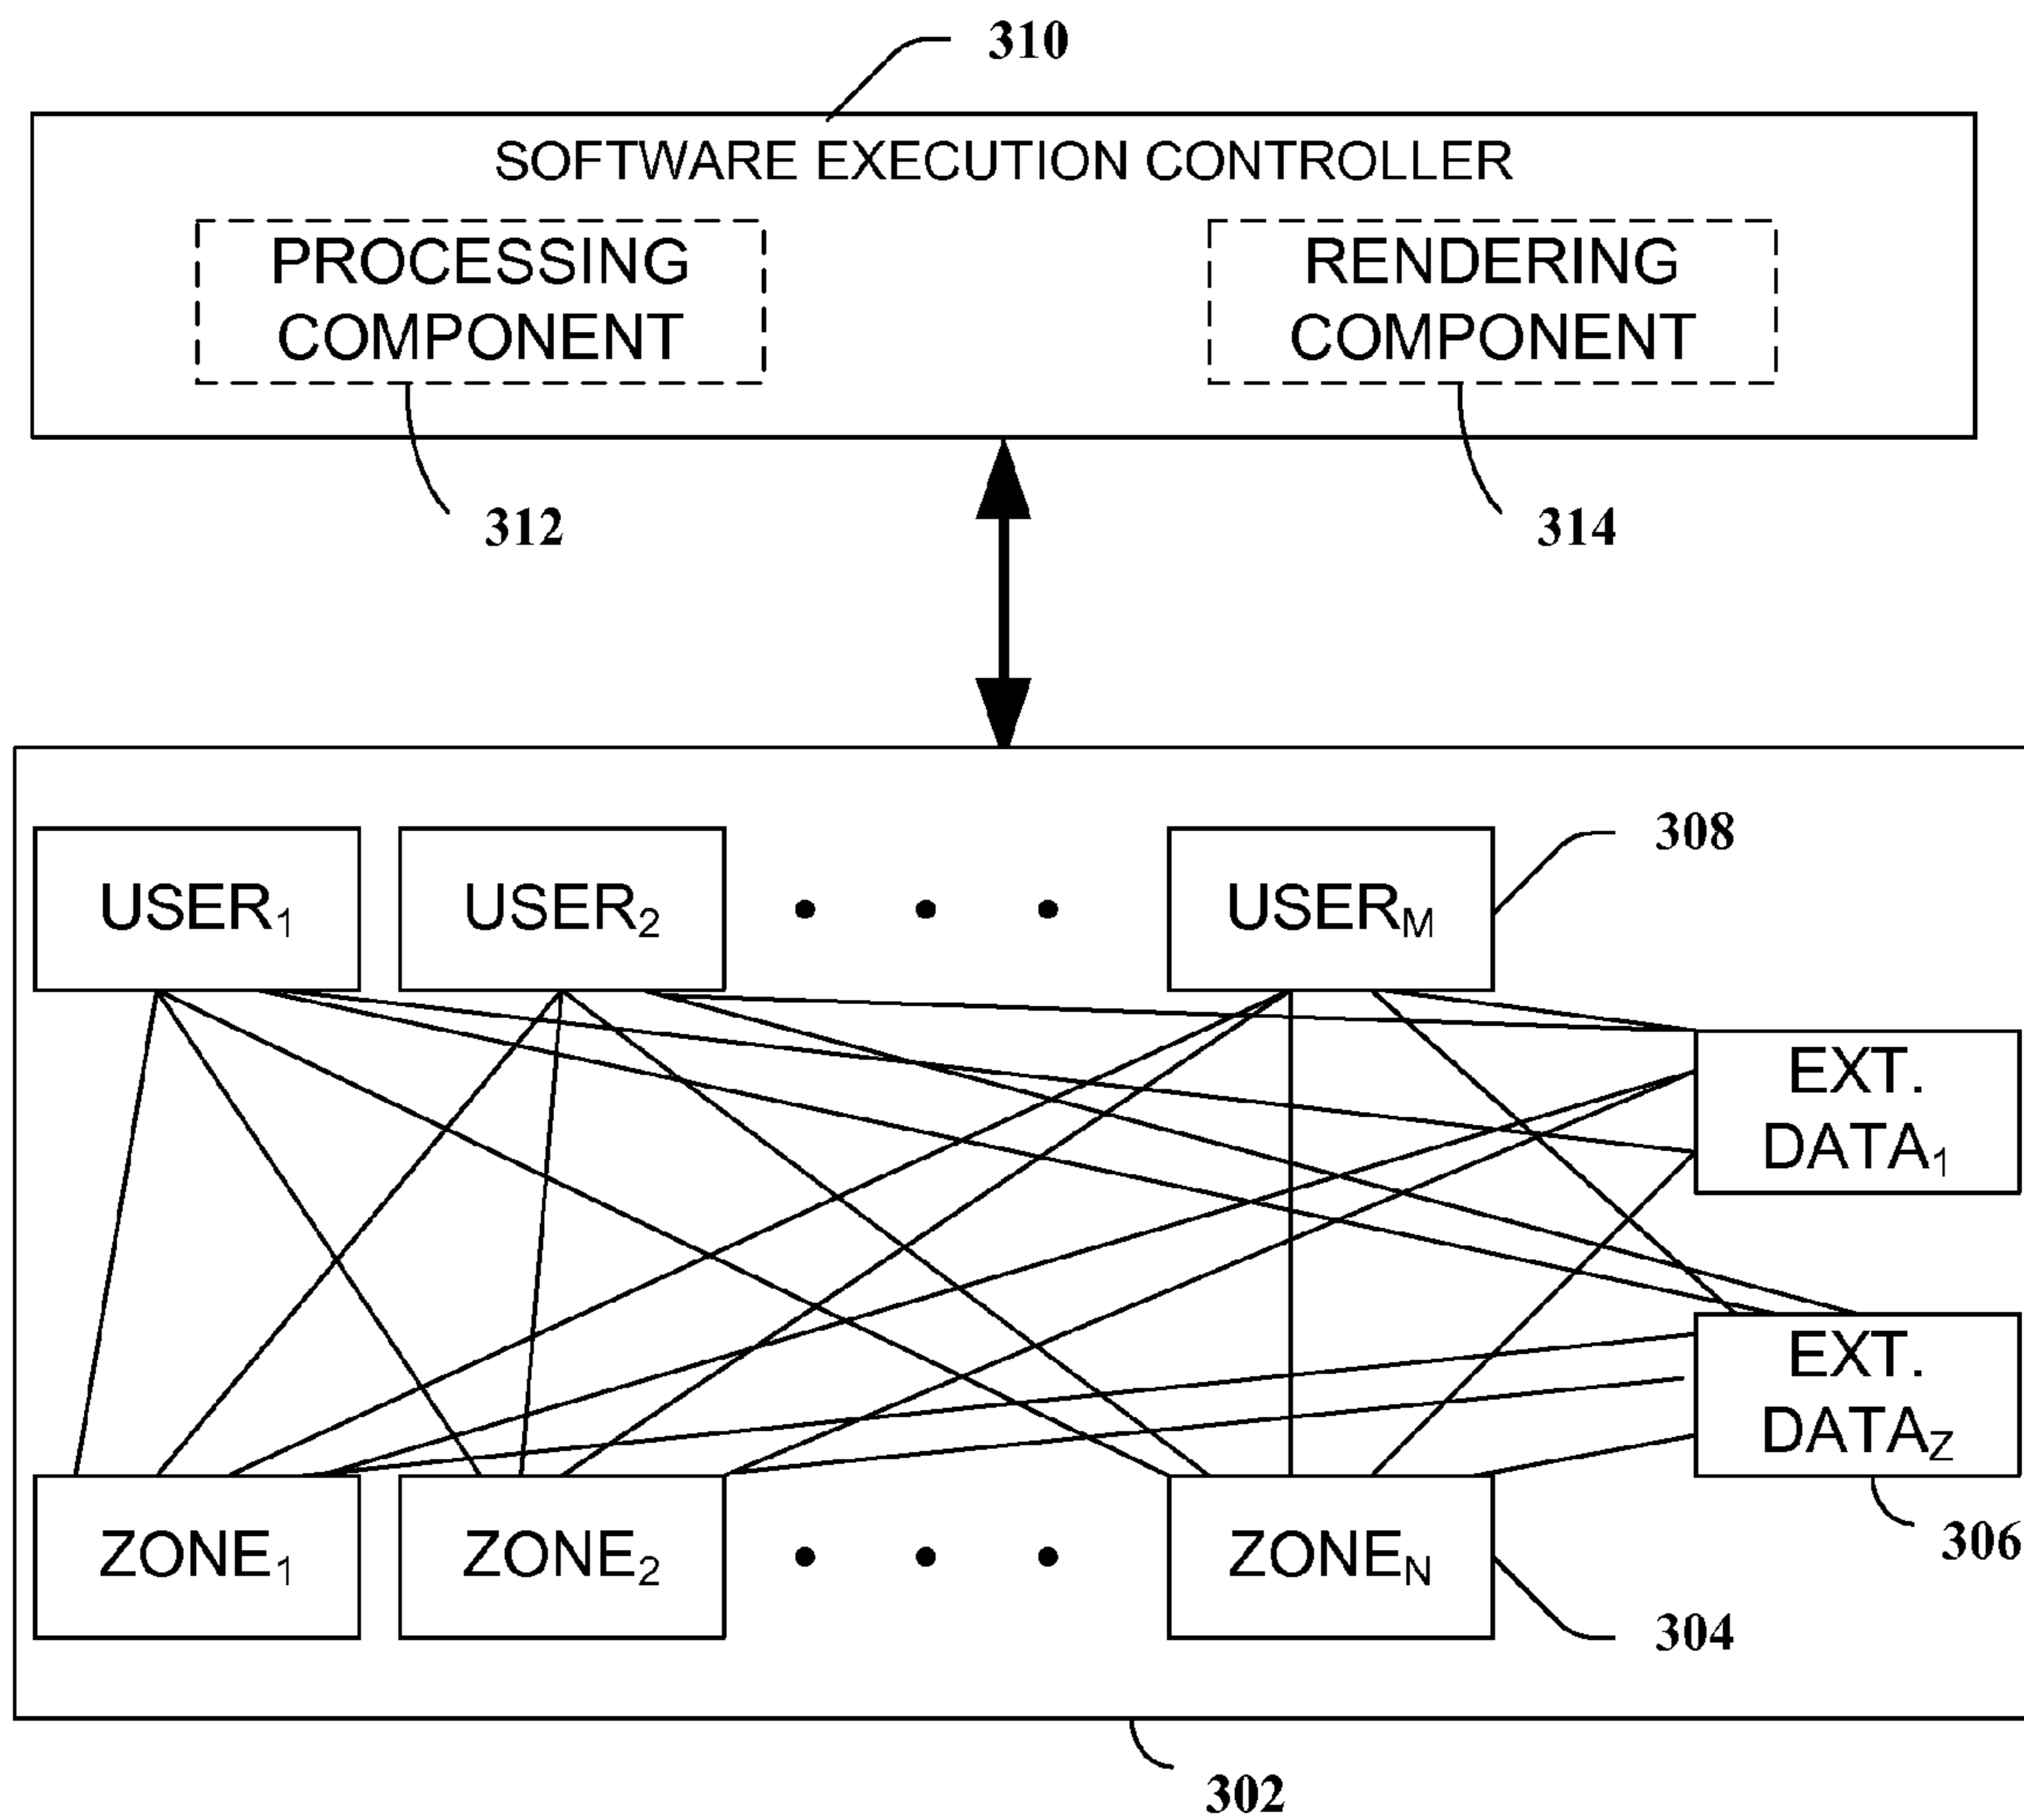 310
SOFTWARE EXECUTION CONTROLLER
PROCESSING
COMPONENT
RENDERING
COMPONENT
312
314
308
USER1
USER2
USERM
EXT.
DATA1
EXT.
DATAZ
306
ZONE1
ZONE2
ZONEN
304
302